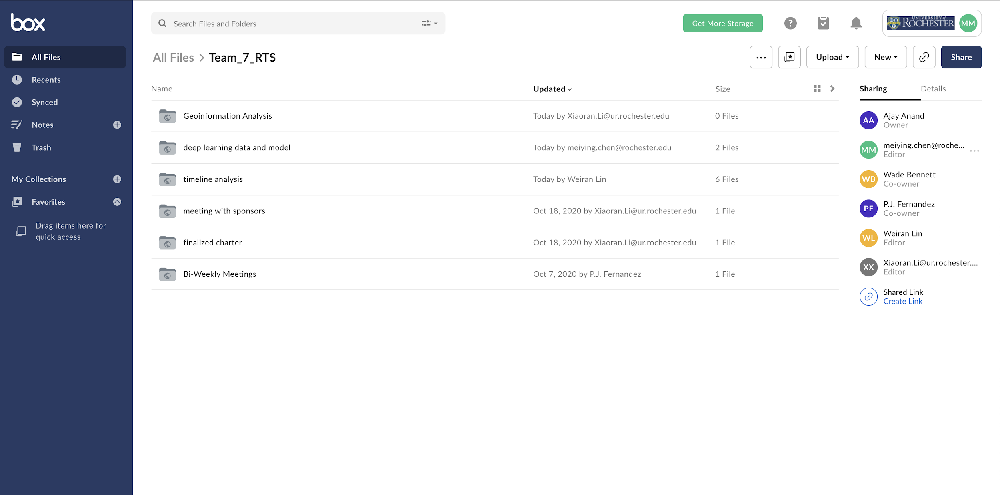 box
Search Files and Folders
Get More Storage
?
UNIVERSITY of
ROCHESTER
MM
All Files
Recents
Synced
Notes
Trash
My Collections
Favorites
Drag items here for
quick access
All Files > Team_7_RTS
Upload
New
Share
Name Updated Size
Geoinformation Analysis Today by Xiaoran.Li@ur.rochester.edu 0 Files
deep learning data and model Today by meiying.chen@rochester.edu 2 Files
timeline analysis Today by Weiran Lin 6 Files
meeting with sponsors Oct 18, 2020 by Xiaoran.Li@ur.rochester.edu 1 File
finalized charter Oct 18, 2020 by Xiaoran.Li@ur.rochester.edu 1 File
Bi-Weekly Meetings Oct 7, 2020 by P.J. Fernandez 1 File
Sharing Details
AA Ajay Anand
Owner
MM meiying.chen@roche...
Editor
WB Wade Bennett
Co-owner
PF P.J. Fernandez
Co-owner
WL Weiran Lin
Editor
XX Xiaoran.Li@ur.rochester....
Editor
Shared Link
Create Link